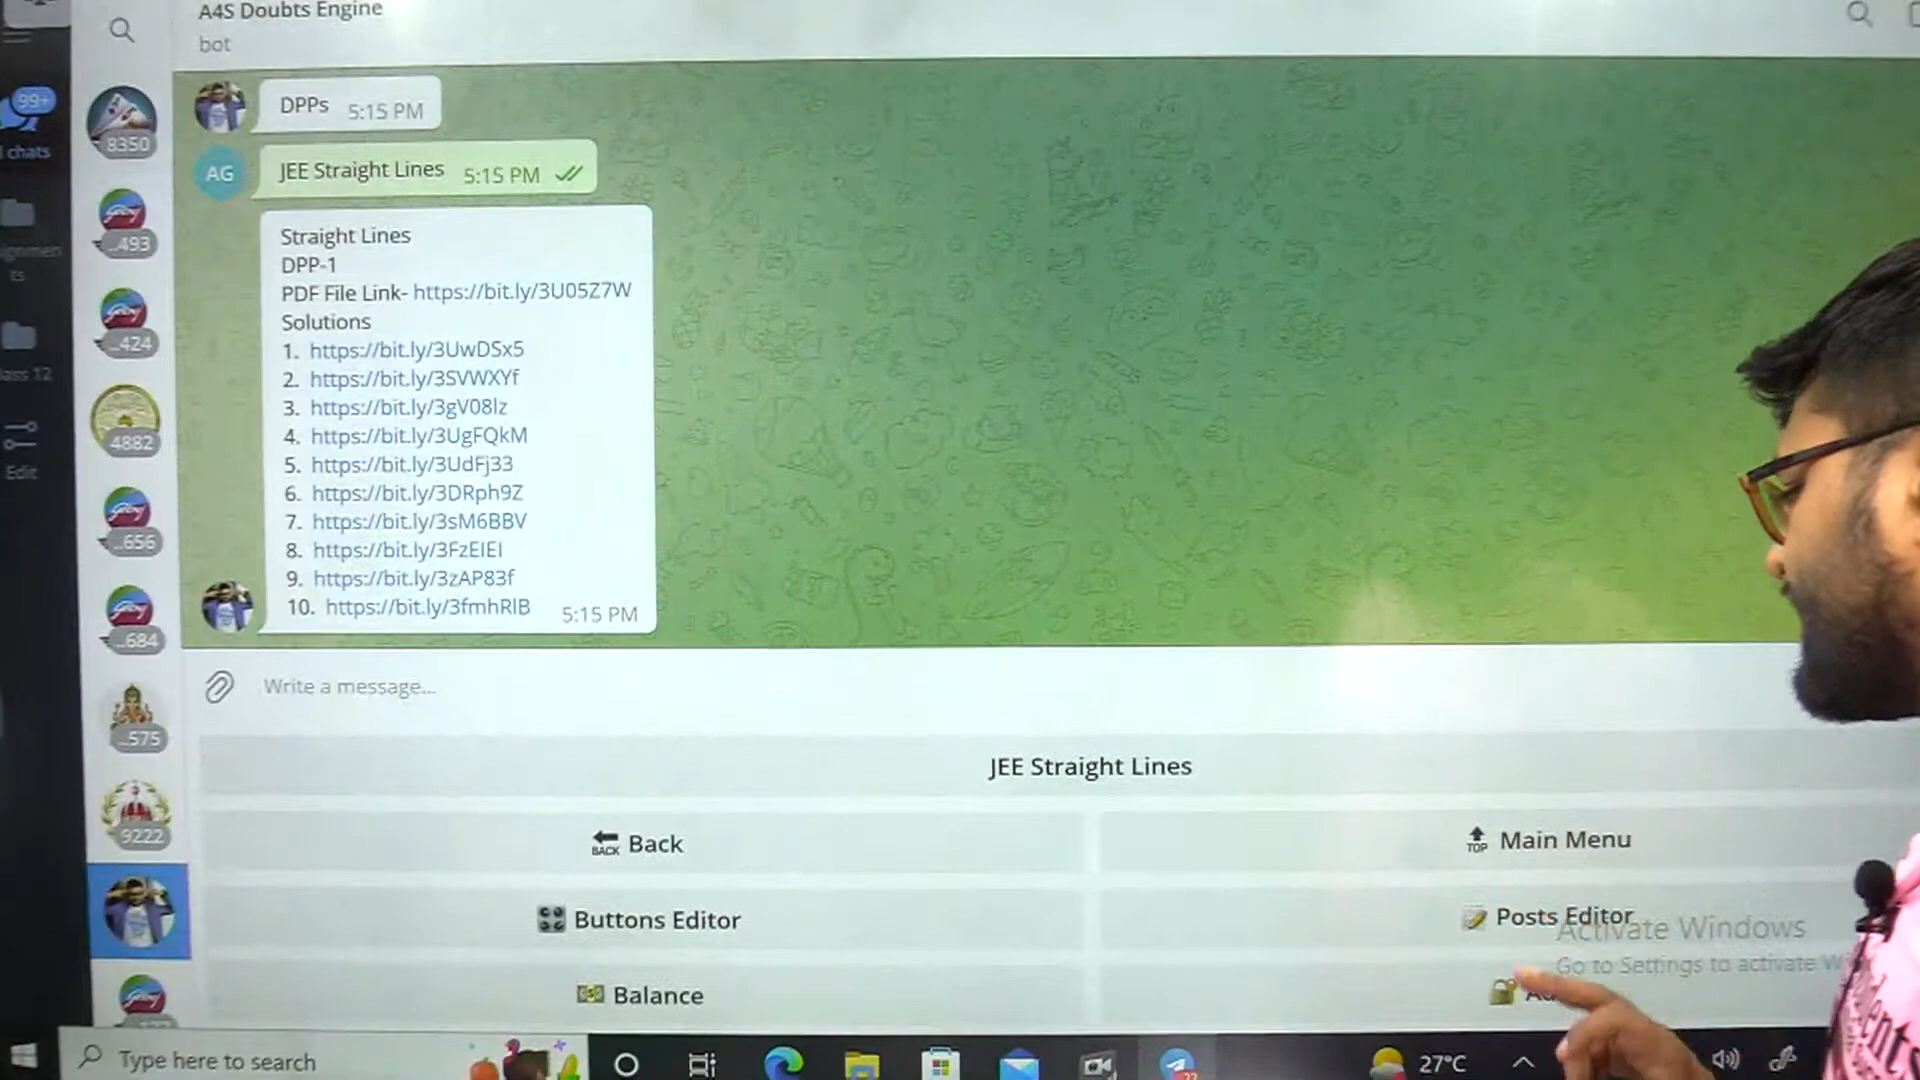 A4S Doubts Engine
bot
99+
chats
8350
..493
..424
4882
..656
..684
..575
9222
Edit
DPPs 5:15 PM
AG
JEE Straight Lines 5:15 PM
Straight Lines
DPP-1
PDF File Link- https://bit.ly/3U05Z7W
Solutions
1. https://bit.ly/3UwDSx5
2. https://bit.ly/3SVWXYf
3. https://bit.ly/3gV08lz
4. https://bit.ly/3UgFQkM
5. https://bit.ly/3UdFj33
6. https://bit.ly/3DRph9Z
7. https://bit.ly/3sM6BBV
8. https://bit.ly/3FzEIEI
9. https://bit.ly/3zAP83f
10. https://bit.ly/3fmhRlB 5:15 PM
Write a message...
JEE Straight Lines
BACK Back
TOP Main Menu
Buttons Editor
Posts Editor
Activate Windows
Go to Settings to activate
Balance
Type here to search
27°C